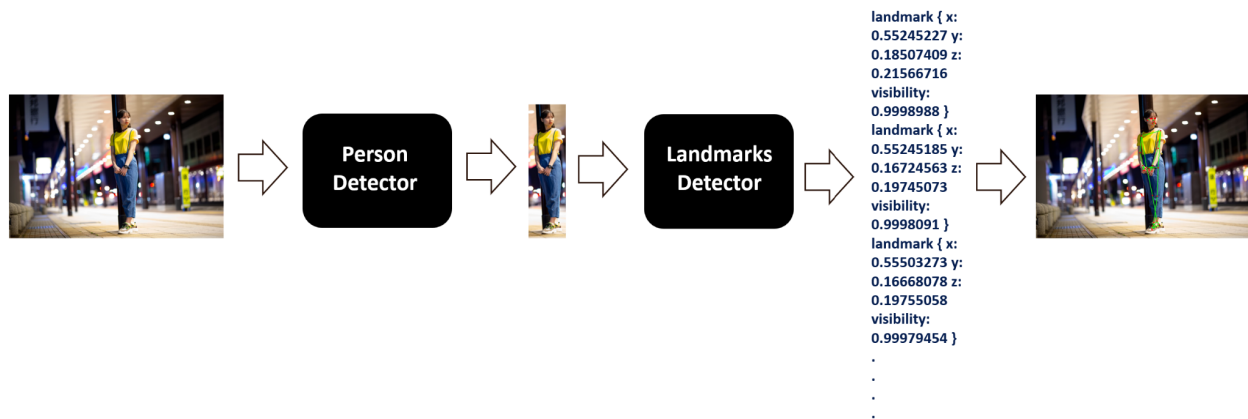 Person
Detector
Landmarks
Detector
landmark { x:
0.55245227 y:
0.18507409 z:
0.21566716
visibility:
0.9998988 }
landmark { x:
0.55245185 y:
0.16724563 z:
0.19745073
visibility:
0.9998091 }
landmark { x:
0.55503273 y:
0.16668078 z:
0.19755058
visibility:
0.99979454 }
.
.
.
.